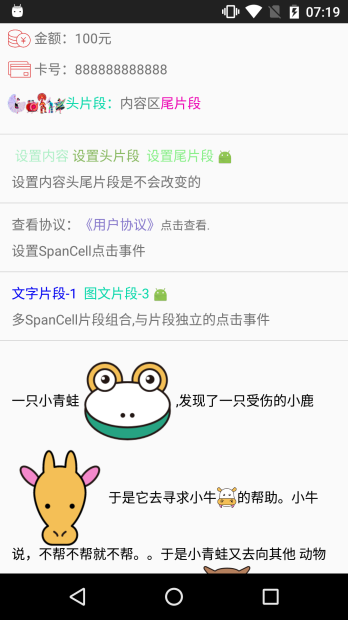 07:19
金额：100元
卡号：888888888888
头片段：内容区尾片段
设置内容 设置头片段 设置尾片段
设置内容头尾片段是不会改变的
查看协议：《用户协议》点击查看.
设置SpanCell点击事件
文字片段-1 图文片段-3
多SpanCell片段组合,与片段独立的点击事件
一只小青蛙 ,发现了一只受伤的小鹿
于是它去寻求小牛 的帮助。小牛
说，不帮不帮就不帮。。于是小青蛙又去向其他 动物